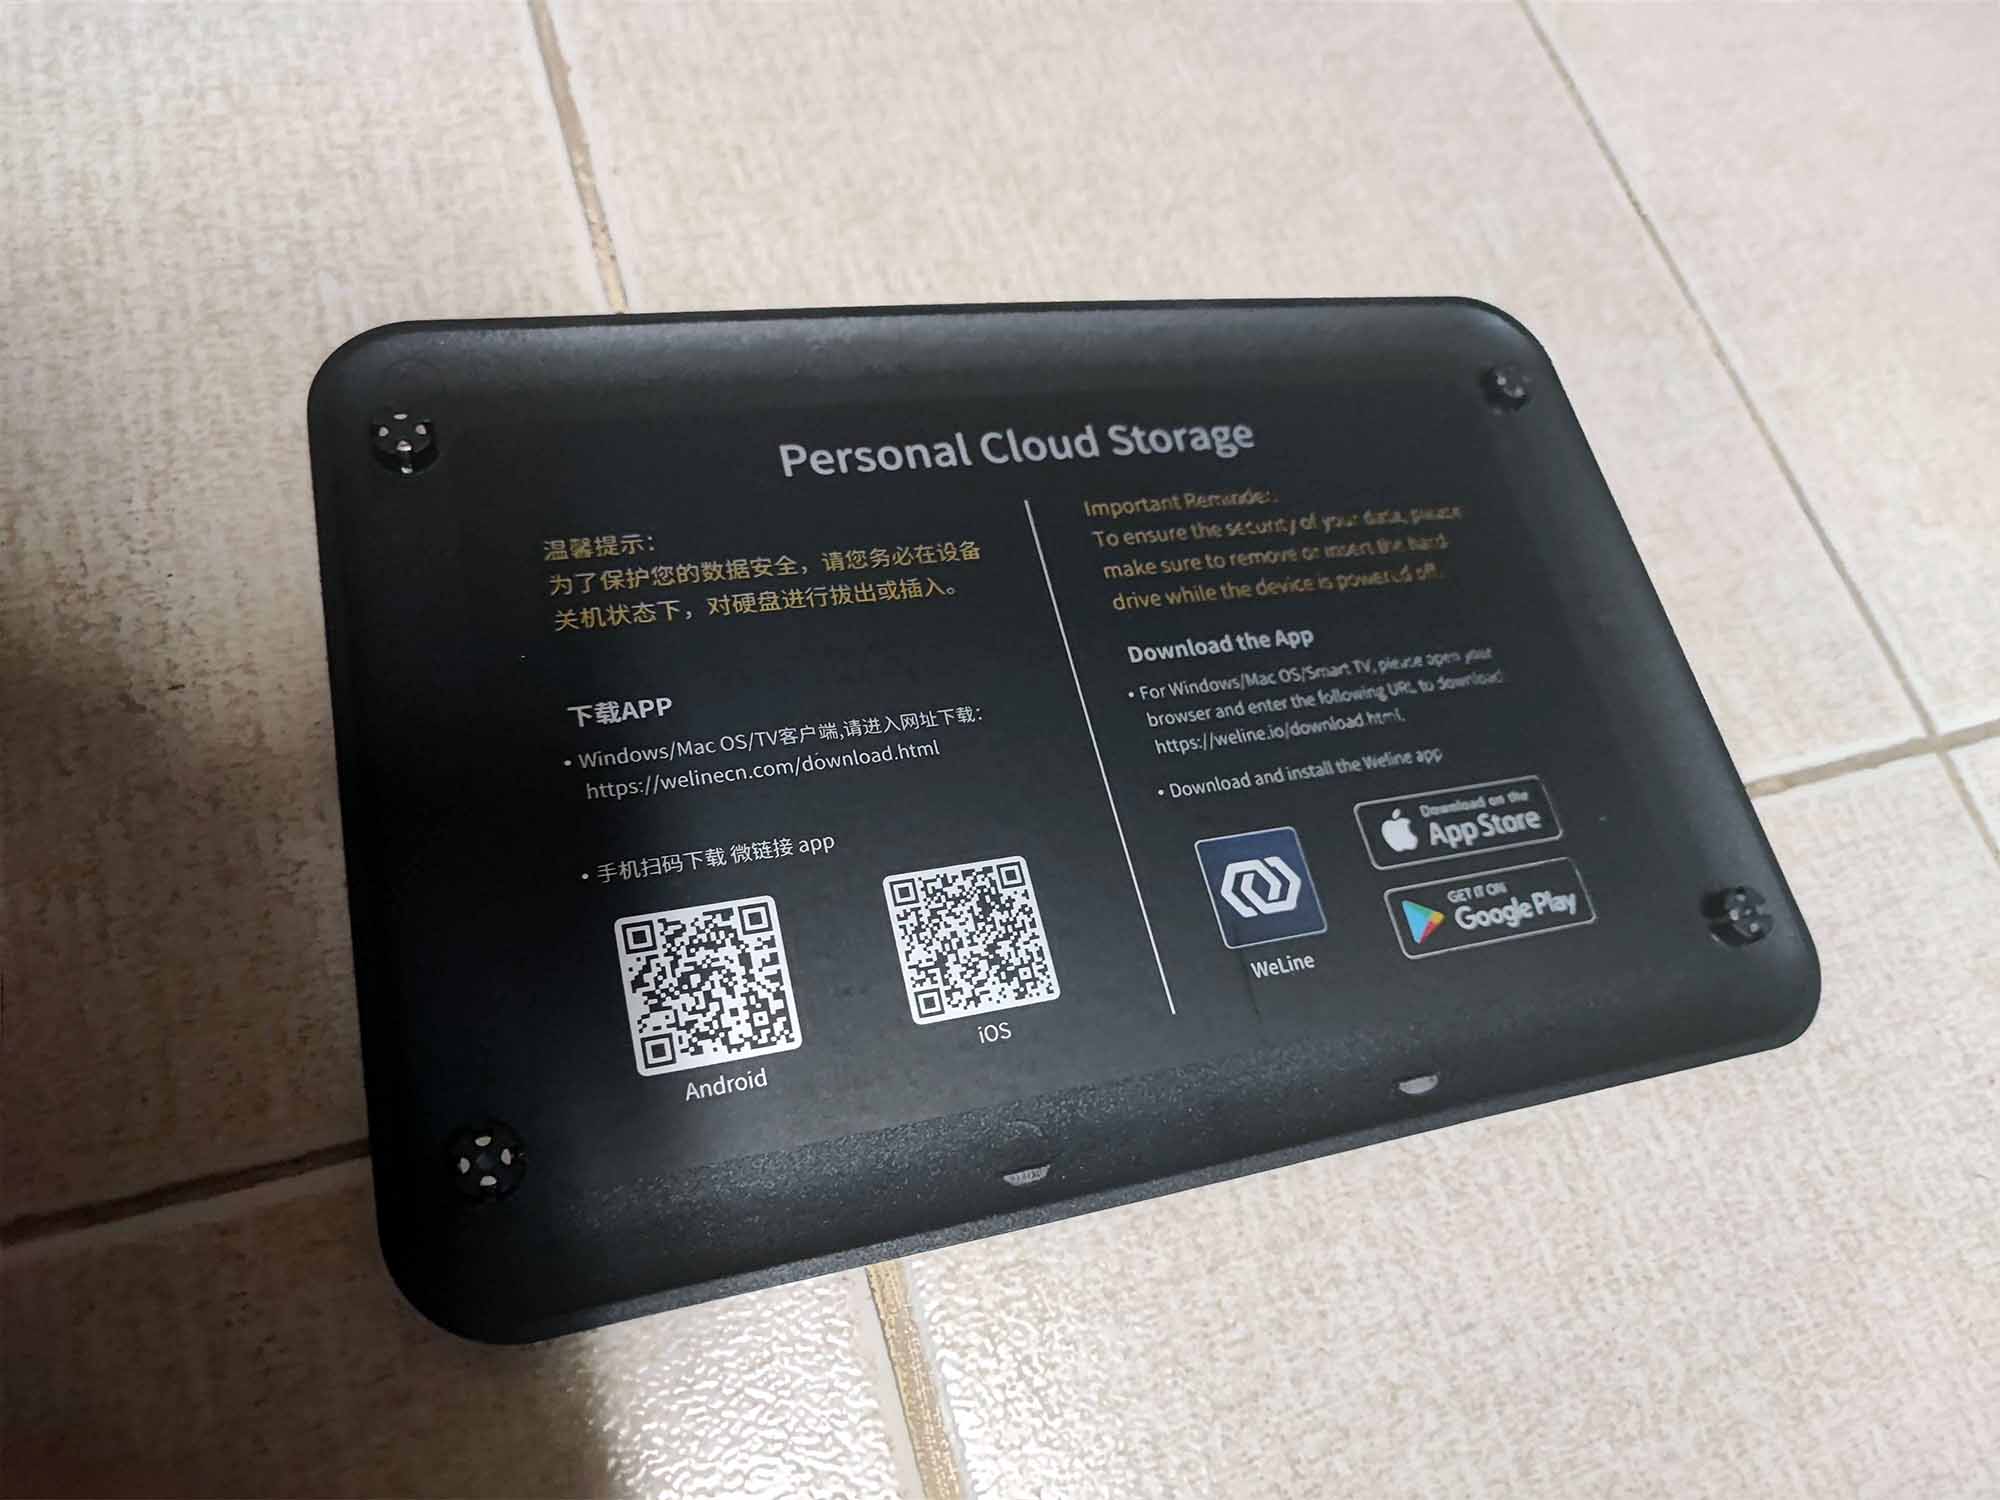 Personal Cloud Storage
温馨提示：
为了保护您的数据安全，请您务必在设备
关机状态下，对硬盘进行拔出或插入。
下载APP
• Windows/Mac OS/TV客户端,请进入网址下载：
https://welinecn.com/download.html
• 手机扫码下载 微链接 app
Android
iOS
Important Reminder:
To ensure the security of your data, please
make sure to remove or insert the hard
drive while the device is powered off.
Download the App
• For Windows/Mac OS/Smart TV, please open your
browser and enter the following URL to download
https://weline.io/download.html.
• Download and install the Weline app
WeLine
Download on the
App Store
GET IT ON
Google Play